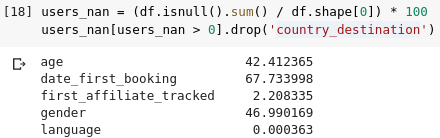 [18] users_nan = (df.isnull().sum() / df.shape[0]) * 100
users_nan[users_nan > 0].drop('country_destination')
age 42.412365
date_first_booking 67.733998
first_affiliate_tracked 2.208335
gender 46.990169
language 0.000363